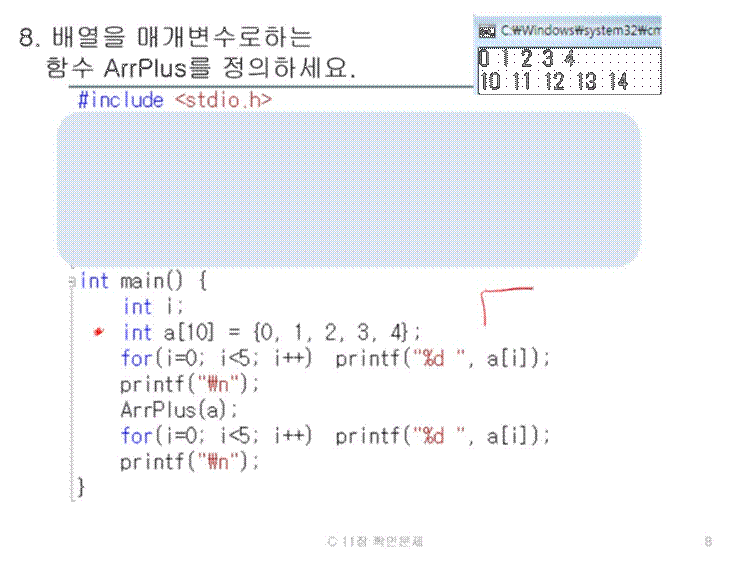 8. 배열을 매개변수로하는
함수 ArrPlus를 정의하세요.
C:₩Windows₩system32₩cm
0 1 2 3 4
10 11 12 13 14
#include <stdio.h>
int main() {
int i;
int a[10] = {0, 1, 2, 3, 4};
for(i=0; i<5; i++) printf("%d ", a[i]);
printf("₩n");
ArrPlus(a);
for(i=0; i<5; i++) printf("%d ", a[i]);
printf("₩n");
}
C 11장 확인문제
8